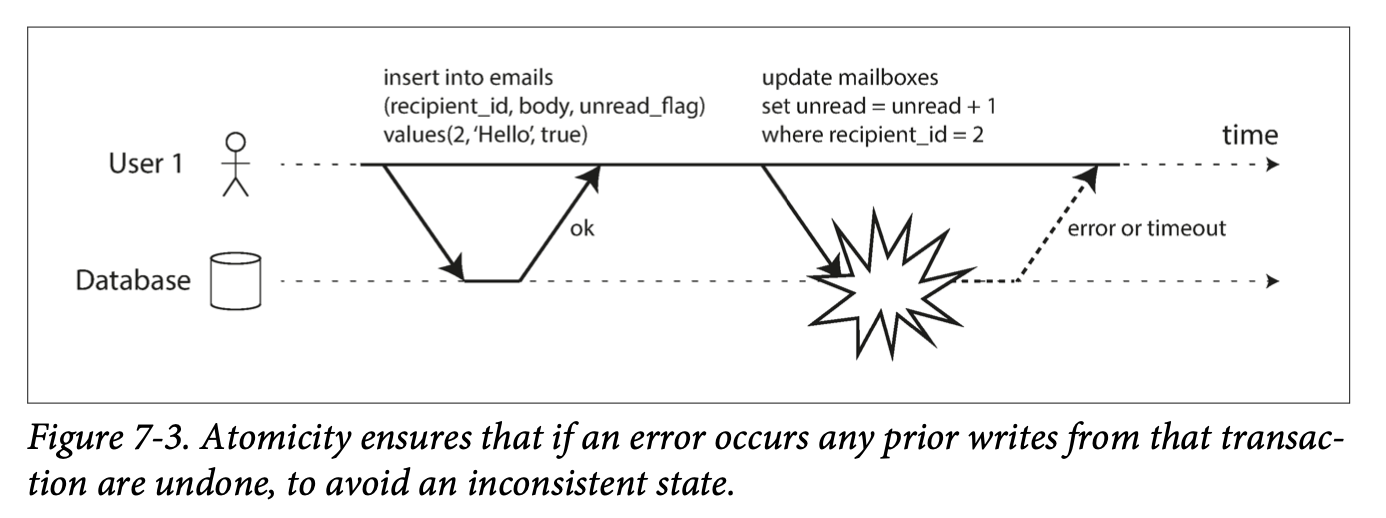 insert into emails
(recipient_id, body, unread_flag)
values(2, ‘Hello’, true)
update mailboxes
set unread = unread + 1
where recipient_id = 2
time
User 1
ok
error or timeout
Database
Figure 7-3. Atomicity ensures that if an error occurs any prior writes from that transac-
tion are undone, to avoid an inconsistent state.